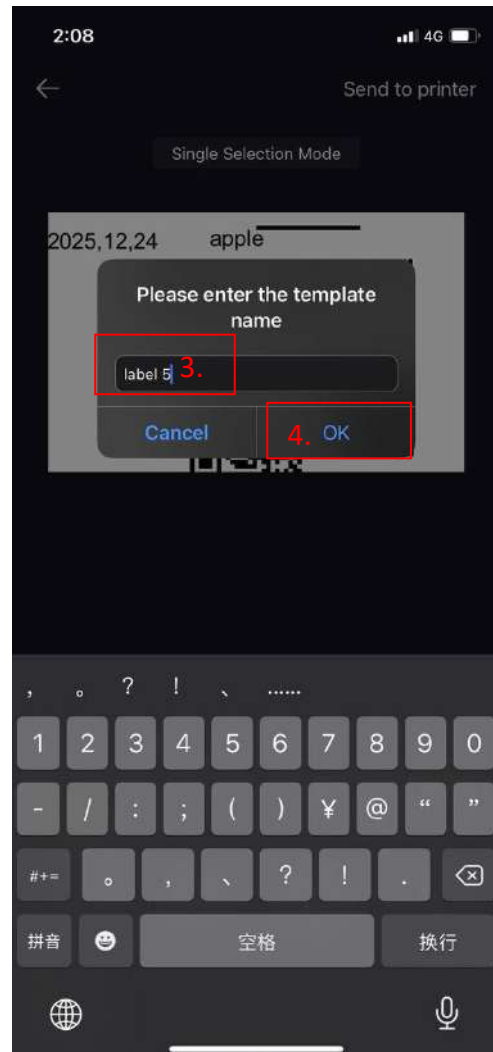 2:08 4G
Send to printer
Single Selection Mode
2025,12,24 apple
Please enter the template
name
label 5 3.
Cancel 4. OK
, 。 ? ! 、 ......
1 2 3 4 5 6 7 8 9 0
- / : ; ( ) ¥ @ “ ”
#+= 。 , 、 ? ! .
拼音 空格 换行